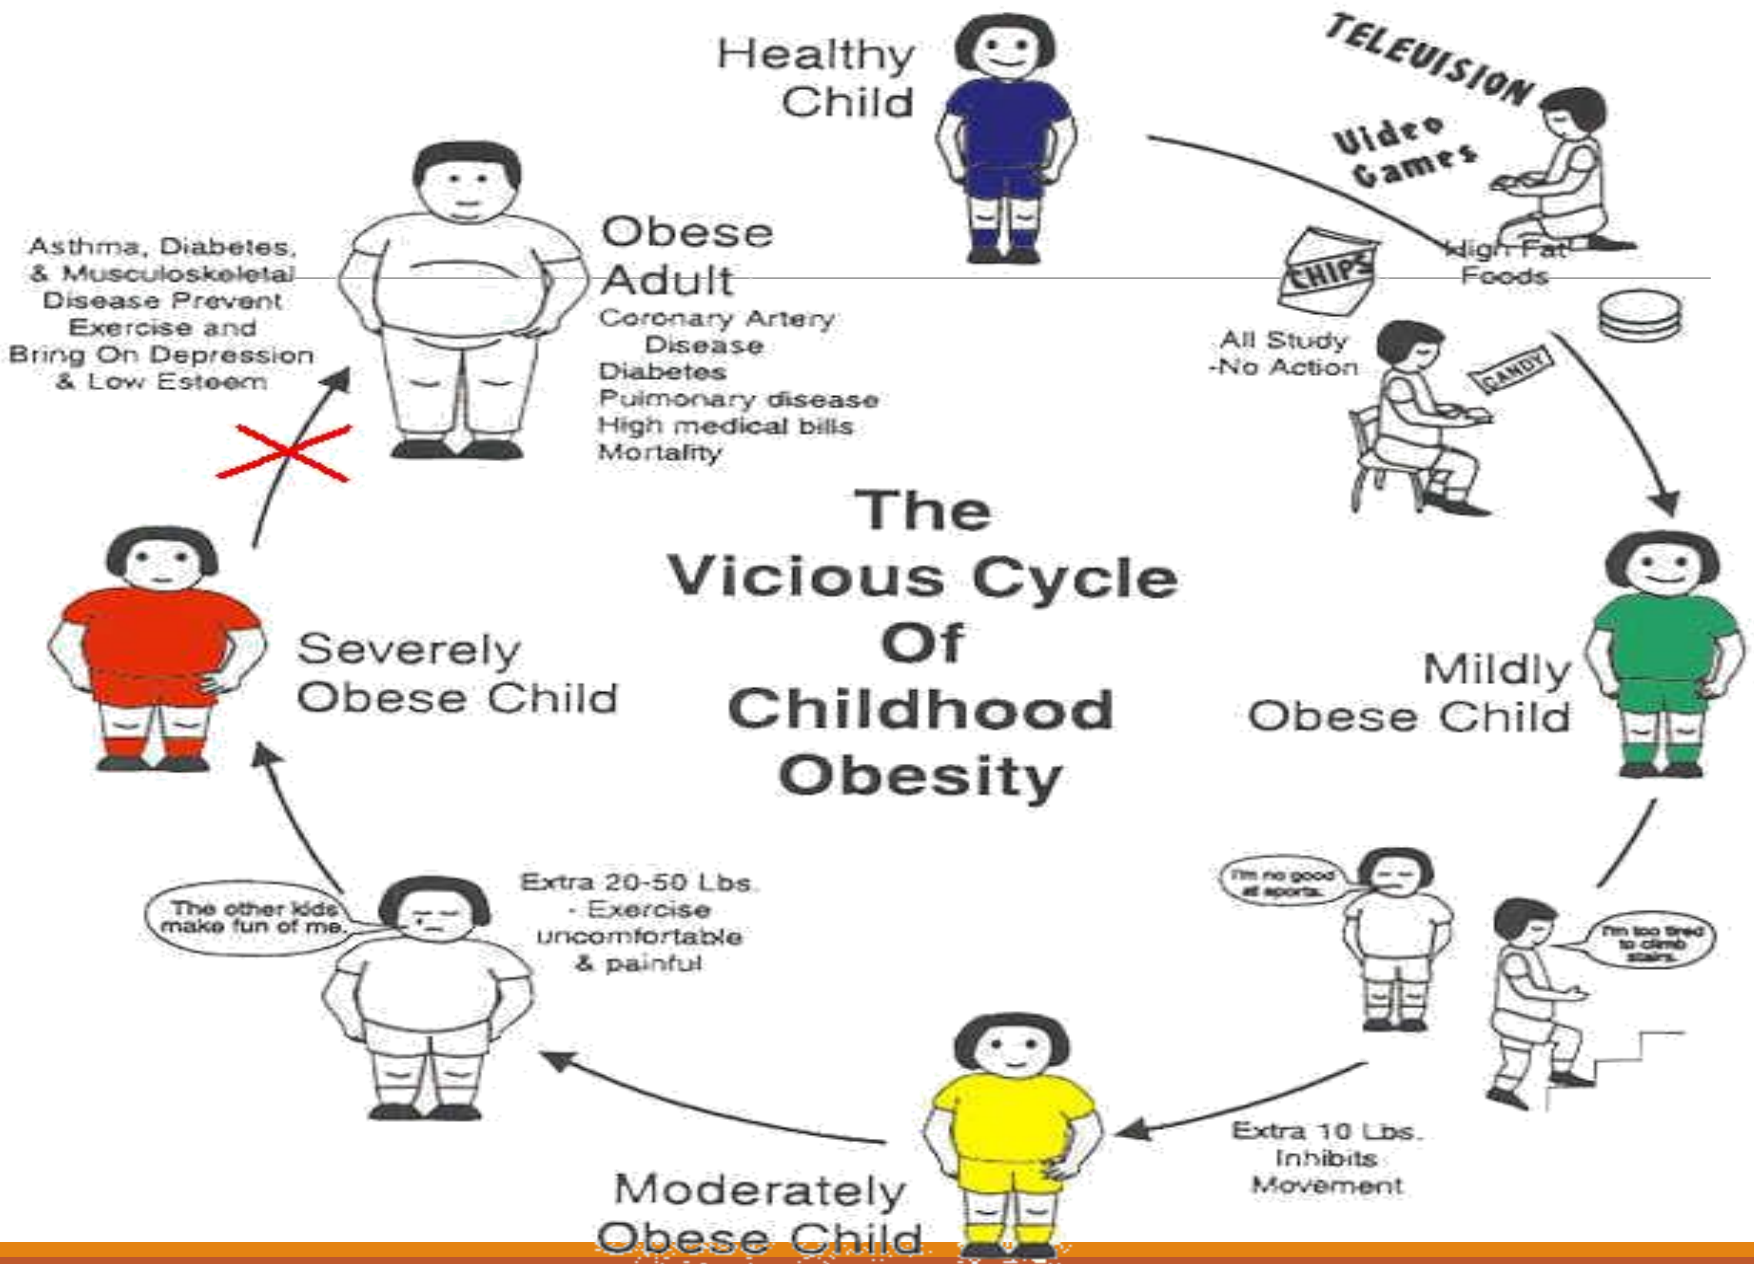 Healthy
Child
TELEVISION
Video
Games
High Fat
Foods
CHIPS
All Study
-No Action
CANDY
Mildly
Obese Child
I'm no good
at sports.
I'm too tired
to climb
stairs.
Extra 10 Lbs.
Inhibits
Movement
Moderately
Obese Child
Extra 20-50 Lbs.
- Exercise
uncomfortable
& painful
The other kids
make fun of me.
Severely
Obese Child
Asthma, Diabetes,
& Musculoskeletal
Disease Prevent
Exercise and
Bring On Depression
& Low Esteem
Obese
Adult
Coronary Artery
Disease
Diabetes
Pulmonary disease
High medical bills
Mortality
The
Vicious Cycle
Of
Childhood
Obesity